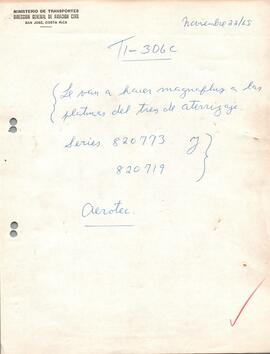 MINISTERIO DE TRANSPORTES
DIRECCION GENERAL DE AVIACION CIVIL
SAN JOSE, COSTA RICA
Noviembre 22/65
TI-306C
Se van a hacer magnaflux a las
platinas del tres de aterrizaje.
Series. 820773 y
820719
Aerotec.